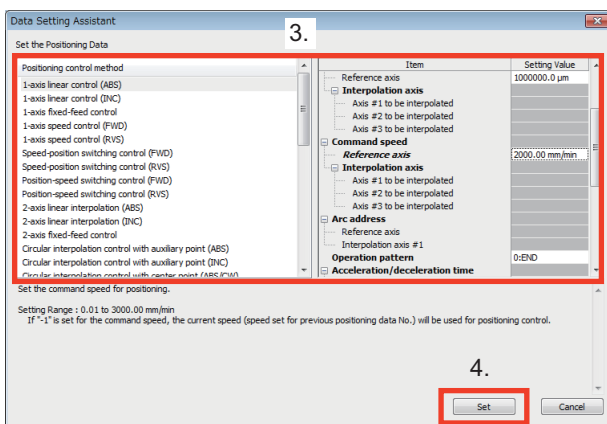 Data Setting Assistant
3.
Set the Positioning Data
Positioning control method
1-axis linear control (ABS)
1-axis linear control (INC)
1-axis fixed-feed control
1-axis speed control (FWD)
1-axis speed control (RVS)
Speed-position switching control (FWD)
Speed-position switching control (RVS)
Position-speed switching control (FWD)
Position-speed switching control (RVS)
2-axis linear interpolation (ABS)
2-axis linear interpolation (INC)
2-axis fixed-feed control
Circular interpolation control with auxiliary point (ABS)
Circular interpolation control with auxiliary point (INC)
Circular interpolation control with center point (ABS/CW)
Item Setting Value
Reference axis 1000000.0 μm
Interpolation axis
Axis #1 to be interpolated
Axis #2 to be interpolated
Axis #3 to be interpolated
Command speed
Reference axis 2000.00 mm/min
Interpolation axis
Axis #1 to be interpolated
Axis #2 to be interpolated
Axis #3 to be interpolated
Arc address
Reference axis
Interpolation axis #1
Operation pattern 0:END
Acceleration/deceleration time
Set the command speed for positioning.
Setting Range : 0.01 to 3000.00 mm/min
If "-1" is set for the command speed, the current speed (speed set for previous positioning data No.) will be used for positioning control.
4.
Set Cancel